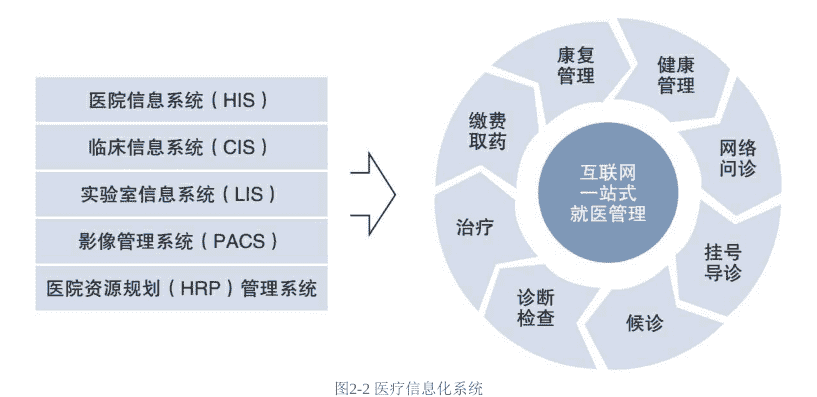 医院信息系统（HIS）
临床信息系统（CIS）
实验室信息系统（LIS）
影像管理系统（PACS）
医院资源规划（HRP）管理系统
互联网
一站式
就医管理
健康
管理
网络
问诊
挂号
导诊
候诊
诊断
检查
治疗
缴费
取药
康复
管理
图2-2 医疗信息化系统